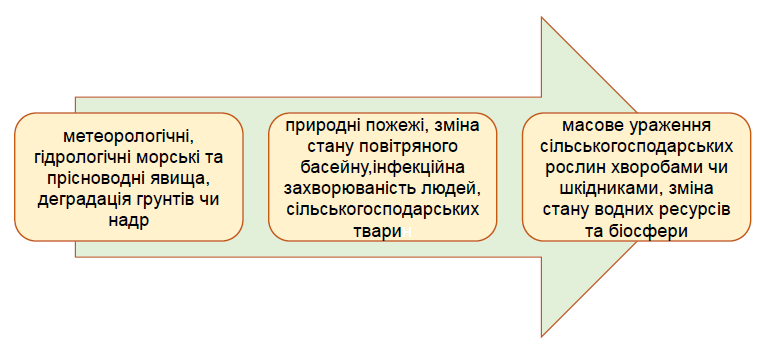 метеорологічні,
гідрологічні морські та
прісноводні явища,
деградація грунтів чи
надр
природні пожежі, зміна
стану повітряного
басейну,інфекційна
захворюваність людей,
сільськогосподарських
тварин
масове ураження
сільськогосподарських
рослин хворобами чи
шкідниками, зміна
стану водних ресурсів
та біосфери